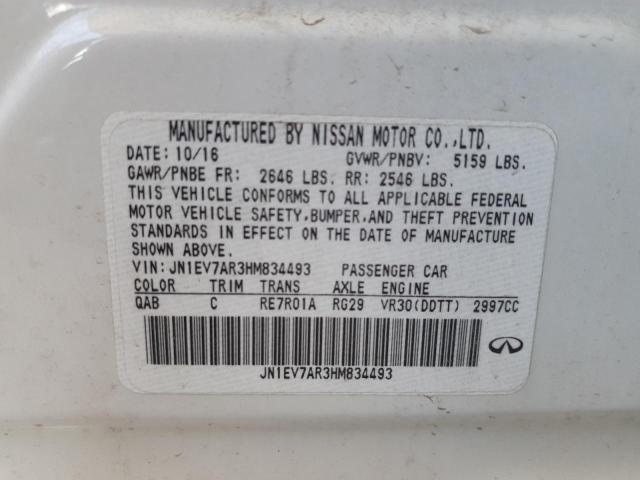 MANUFACTURED BY NISSAN MOTOR CO.,LTD.
DATE: 10/16 GVWR/PNBV: 5159 LBS.
GAWR/PNBE FR: 2646 LBS. RR: 2546 LBS.
THIS VEHICLE CONFORMS TO ALL APPLICABLE FEDERAL
MOTOR VEHICLE SAFETY, BUMPER, AND THEFT PREVENTION
STANDARDS IN EFFECT ON THE DATE OF MANUFACTURE
SHOWN ABOVE.
VIN: JN1EV7AR3HM834493 PASSENGER CAR
COLOR TRIM TRANS AXLE ENGINE
QAB C RE7R01A RG29 VR30(DDTT) 2997CC
JN1EV7AR3HM834493